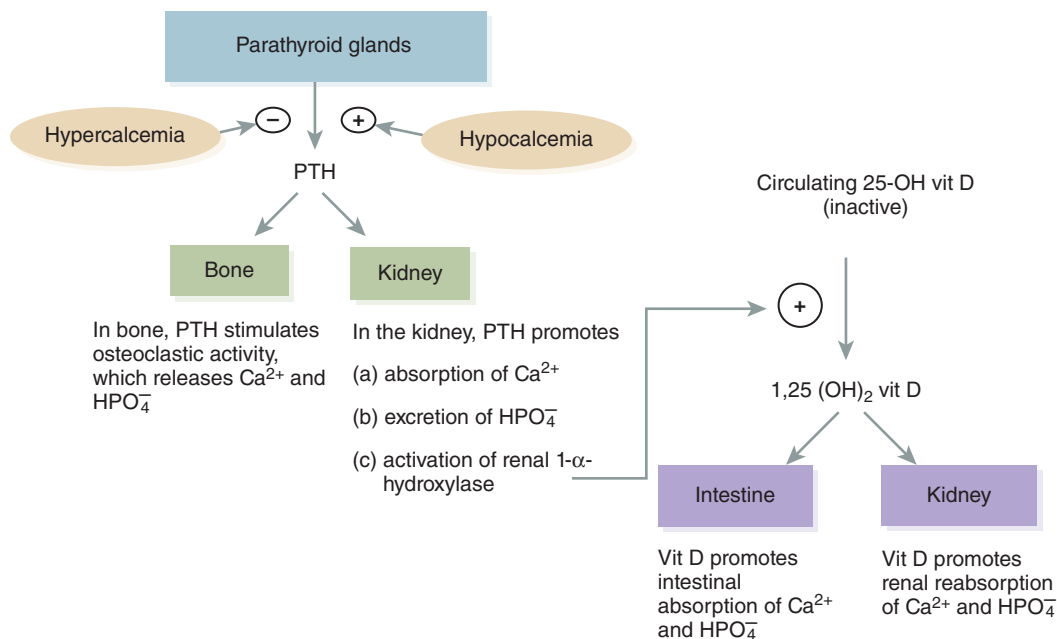 Parathyroid glands
Hypercalcemia
−
+
Hypocalcemia
PTH
Circulating 25-OH vit D
(inactive)
Bone
Kidney
In bone, PTH stimulates
osteoclastic activity,
which releases Ca²⁺ and
HPO₄⁻
In the kidney, PTH promotes
(a) absorption of Ca²⁺
(b) excretion of HPO₄⁻
(c) activation of renal 1-α-
hydroxylase
+
1,25 (OH)₂ vit D
Intestine
Kidney
Vit D promotes
intestinal
absorption of Ca²⁺
and HPO₄⁻
Vit D promotes
renal reabsorption
of Ca²⁺ and HPO₄⁻